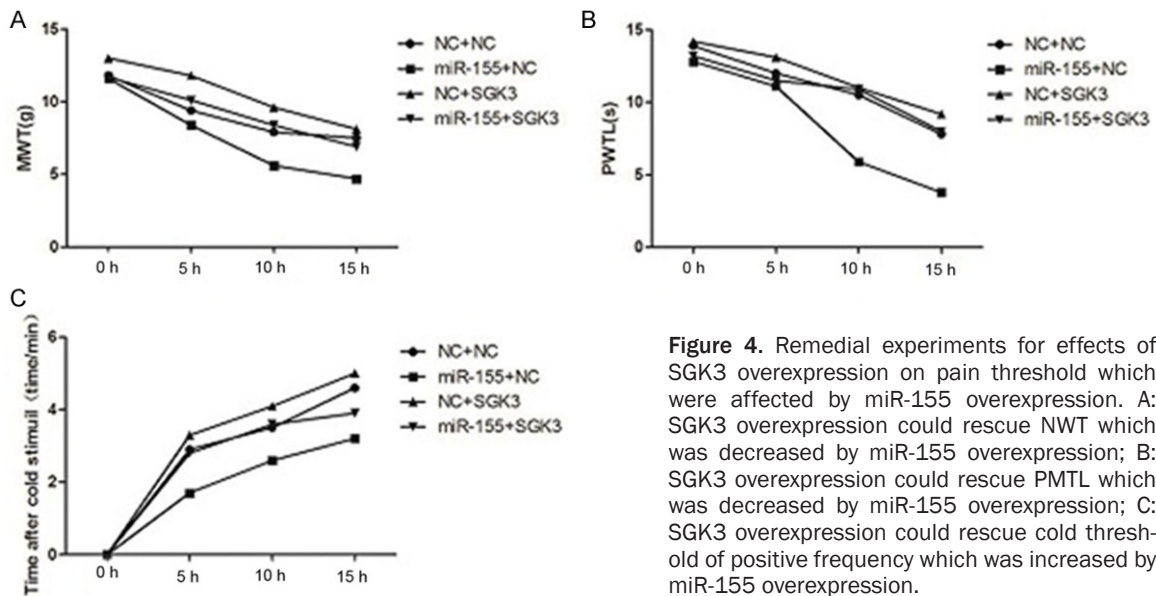 A
15
10
5
0
MWT(g)
0 h
5 h
10 h
15 h
NC+NC
miR-155+NC
NC+SGK3
miR-155+SGK3
B
15
10
5
0
PWTL(s)
0 h
5 h
10 h
15 h
NC+NC
miR-155+NC
NC+SGK3
miR-155+SGK3
C
6
4
2
0
Time after cold stimuil (time/min)
0 h
5 h
10 h
15 h
NC+NC
miR-155+NC
NC+SGK3
miR-155+SGK3
Figure 4. Remedial experiments for effects of
SGK3 overexpression on pain threshold which
were affected by miR-155 overexpression. A:
SGK3 overexpression could rescue NWT which
was decreased by miR-155 overexpression; B:
SGK3 overexpression could rescue PMTL which
was decreased by miR-155 overexpression; C:
SGK3 overexpression could rescue cold thresh-
old of positive frequency which was increased by
miR-155 overexpression.